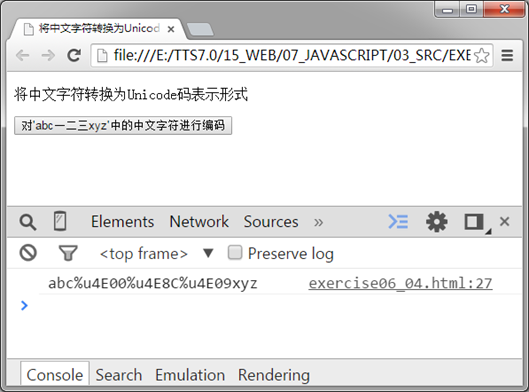 将中文字符转换为Unicod
file:///E:/TTS7.0/15_WEB/07_JAVASCRIPT/03_SRC/EXE
将中文字符转换为Unicode码表示形式
对'abc一二三xyz'中的中文字符进行编码
Elements Network Sources »
<top frame> ▼ Preserve log
abc%u4E00%u4E8C%u4E09xyz exercise06_04.html:27
Console Search Emulation Rendering